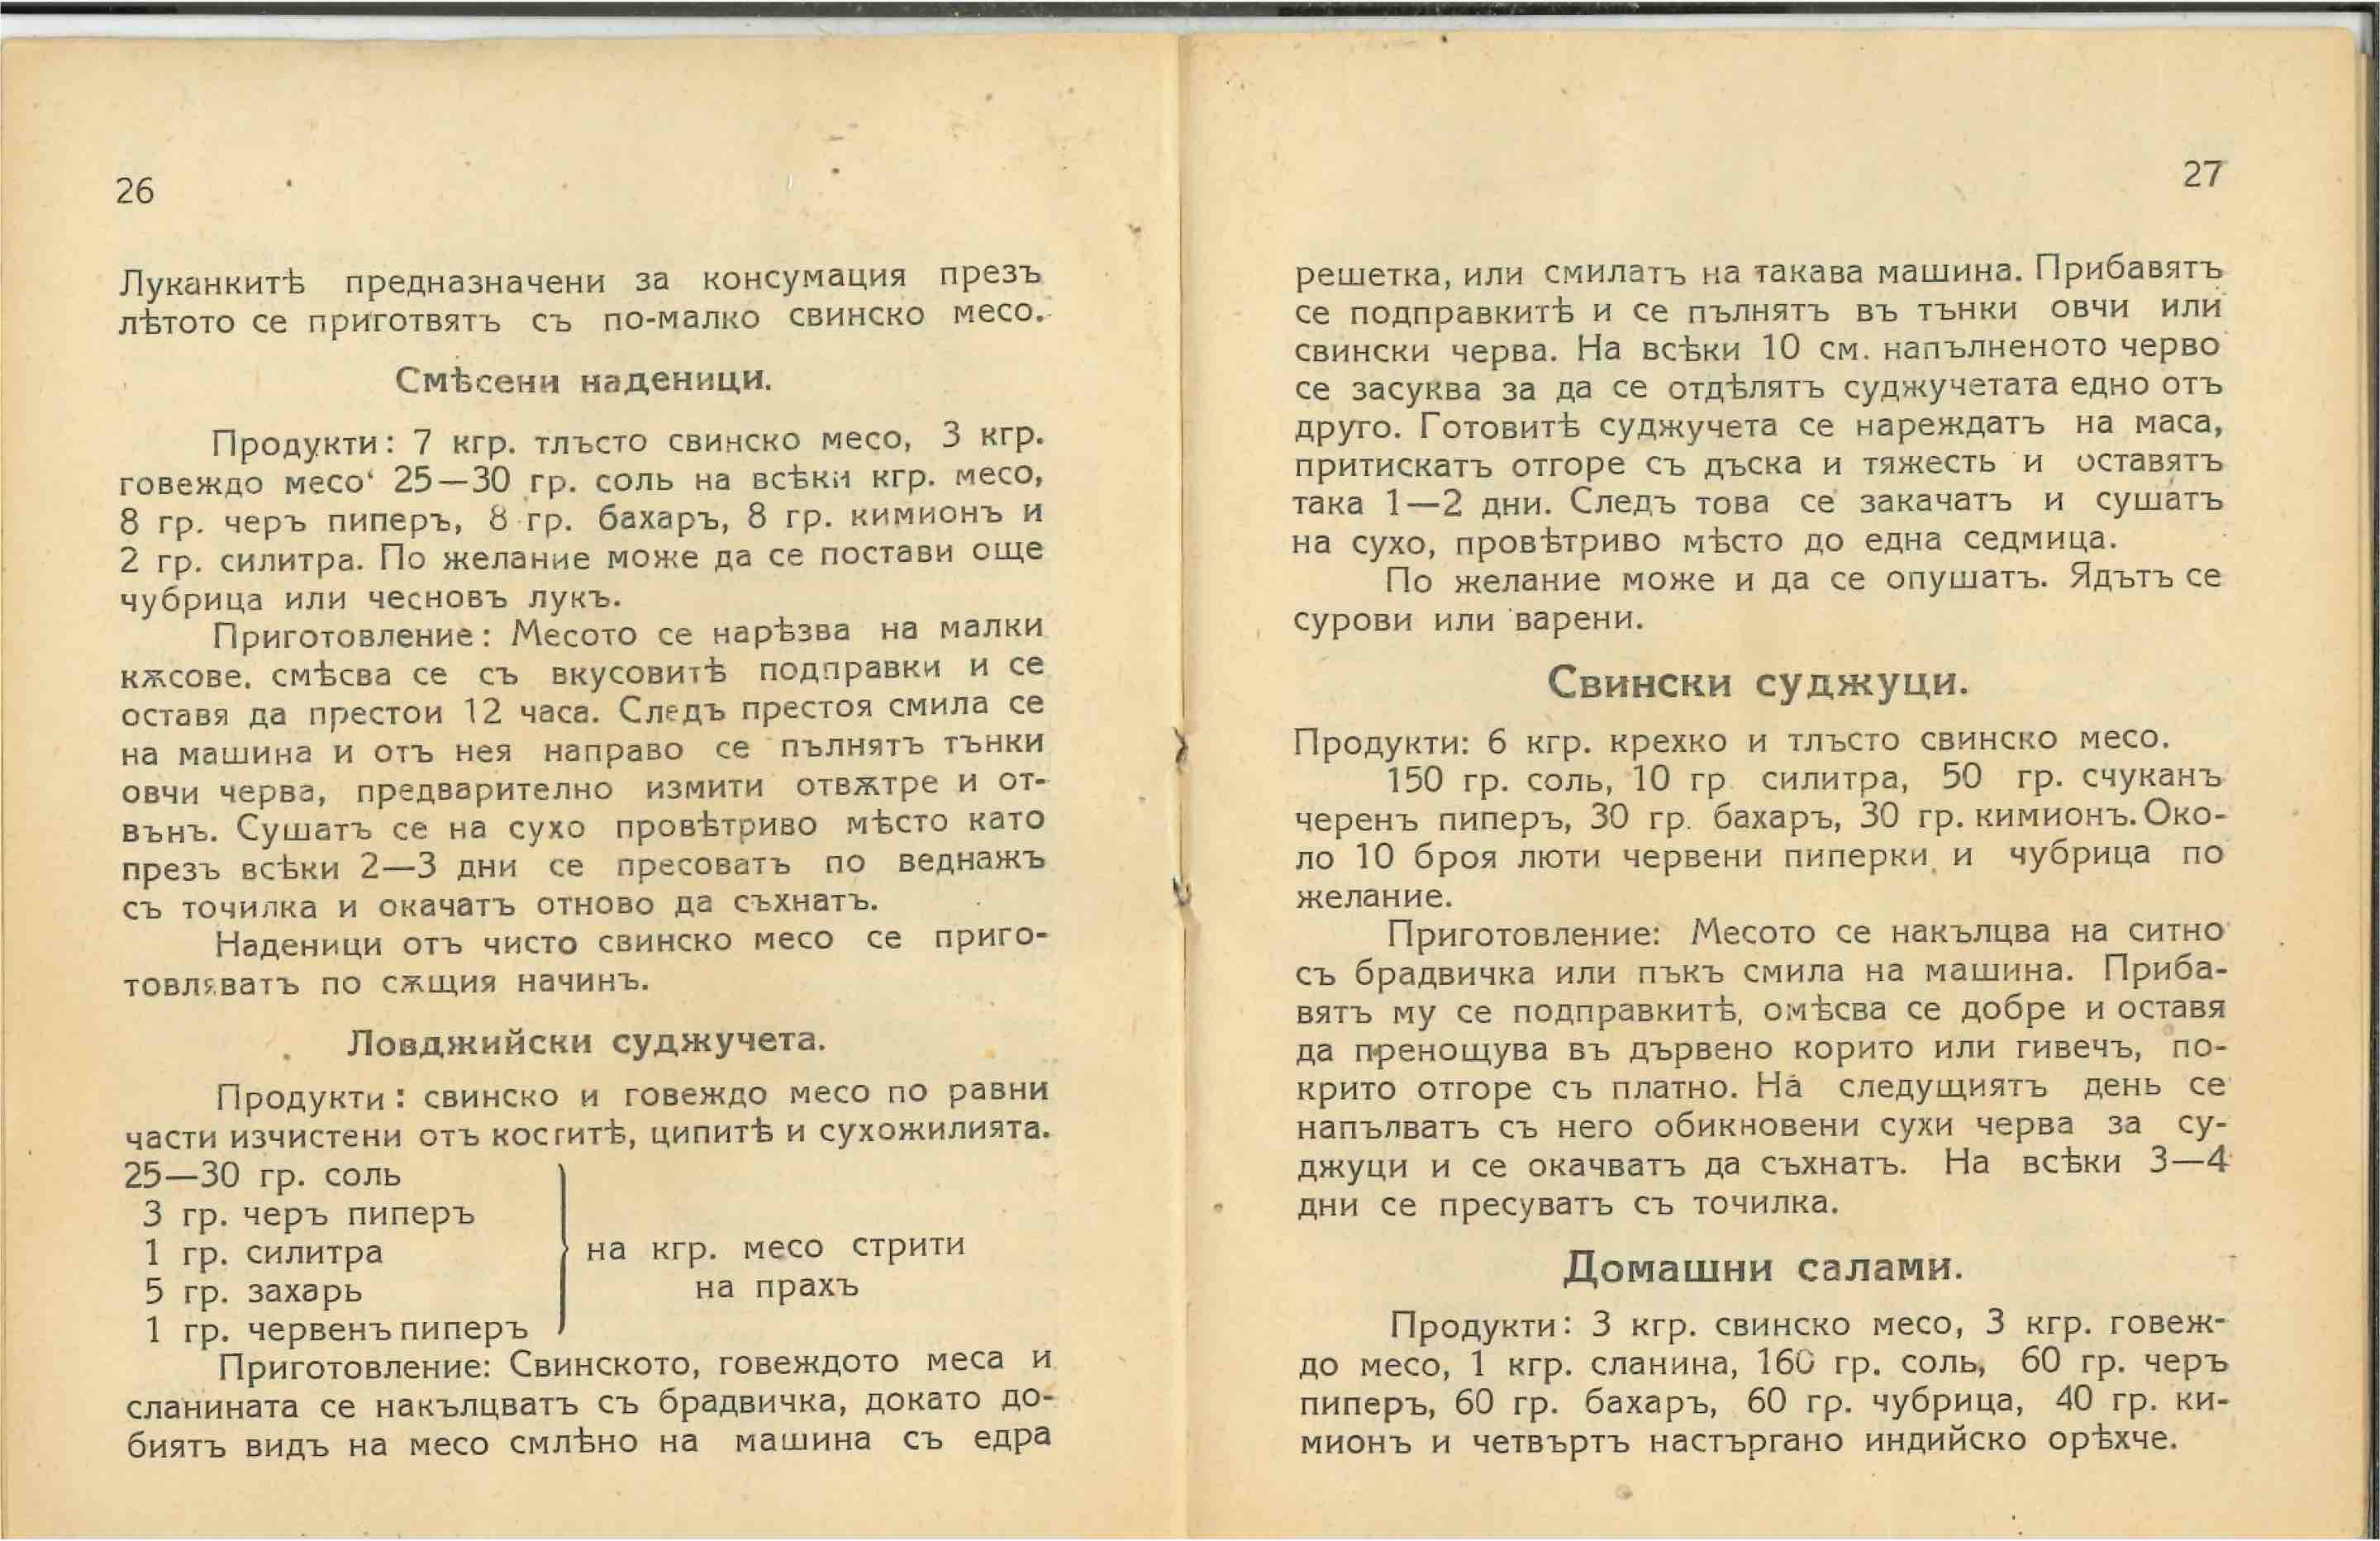 26
Луканкитѣ предназначени за консумация презъ
лѣтото се приготвятъ съ по-малко свинско месо.
Смѣсени наденици.
Продукти: 7 кгр. тлъсто свинско месо, 3 кгр.
говеждо месо‘ 25—30 гр. соль на всѣки кгр. месо,
8 гр. черъ пиперъ, 8 гр. бахаръ, 8 гр. кимионъ и
2 гр. силитра. По желание може да се постави още
чубрица или чесновъ лукъ.
Приготовление: Месото се нарѣзва на малки
кѫсове. смѣсва се съ вкусовитѣ подправки и се
оставя да престои 12 часа. Следъ престоя смила се
на машина и отъ нея направо се пълнятъ тънки
овчи черва, предварително измити отвѫтре и от-
вънъ. Сушатъ се на сухо провѣтриво мѣсто като
презъ всѣки 2—3 дни се пресоватъ по веднажъ
съ точилка и окачатъ отново да съхнатъ.
Наденици отъ чисто свинско месо се приго-
товляватъ по сѫщия начинъ.
Ловджийски суджучета.
Продукти: свинско и говеждо месо по равни
части изчистени отъ коститѣ, ципитѣ и сухожилията.
25—30 гр. соль
3 гр. черъ пиперъ
1 гр. силитра
5 гр. захарь
1 гр. червенъ пиперъ
на кгр. месо стрити
на прахъ
Приготовление: Свинското, говеждото меса и
сланината се накълцватъ съ брадвичка, докато до-
биятъ видъ на месо смлѣно на машина съ едра
27
решетка, или смилатъ на такава машина. Прибавятъ
се подправкитѣ и се пълнятъ въ тънки овчи или
свински черва. На всѣки 10 см. напълненото черво
се засуква за да се отдѣлятъ суджучетата едно отъ
друго. Готовитѣ суджучета се нареждатъ на маса,
притискатъ отгоре съ дъска и тяжесть и оставятъ
така 1—2 дни. Следъ това се закачатъ и сушатъ
на сухо, провѣтриво мѣсто до една седмица.
По желание може и да се опушатъ. Ядътъ се
сурови или варени.
Свински суджуци.
Продукти: 6 кгр. крехко и тлъсто свинско месо.
150 гр. соль, 10 гр. силитра, 50 гр. счуканъ
черенъ пиперъ, 30 гр. бахаръ, 30 гр. кимионъ. Око-
ло 10 броя люти червени пиперки и чубрица по
желание.
Приготовление: Месото се накълцва на ситно
съ брадвичка или пъкъ смила на машина. Приба-
вятъ му се подправкитѣ, омѣсва се добре и оставя
да пренощува въ дървено корито или гивечъ, по-
крито отгоре съ платно. На следущиятъ день се
напълватъ съ него обикновени сухи черва за су-
джуци и се окачватъ да съхнатъ. На всѣки 3—4
дни се пресуватъ съ точилка.
Домашни салами.
Продукти: 3 кгр. свинско месо, 3 кгр. говеж-
до месо, 1 кгр. сланина, 160 гр. соль, 60 гр. черъ
пиперъ, 60 гр. бахаръ, 60 гр. чубрица, 40 гр. ки-
мионъ и четвъртъ настъргано индийско орѣхче.